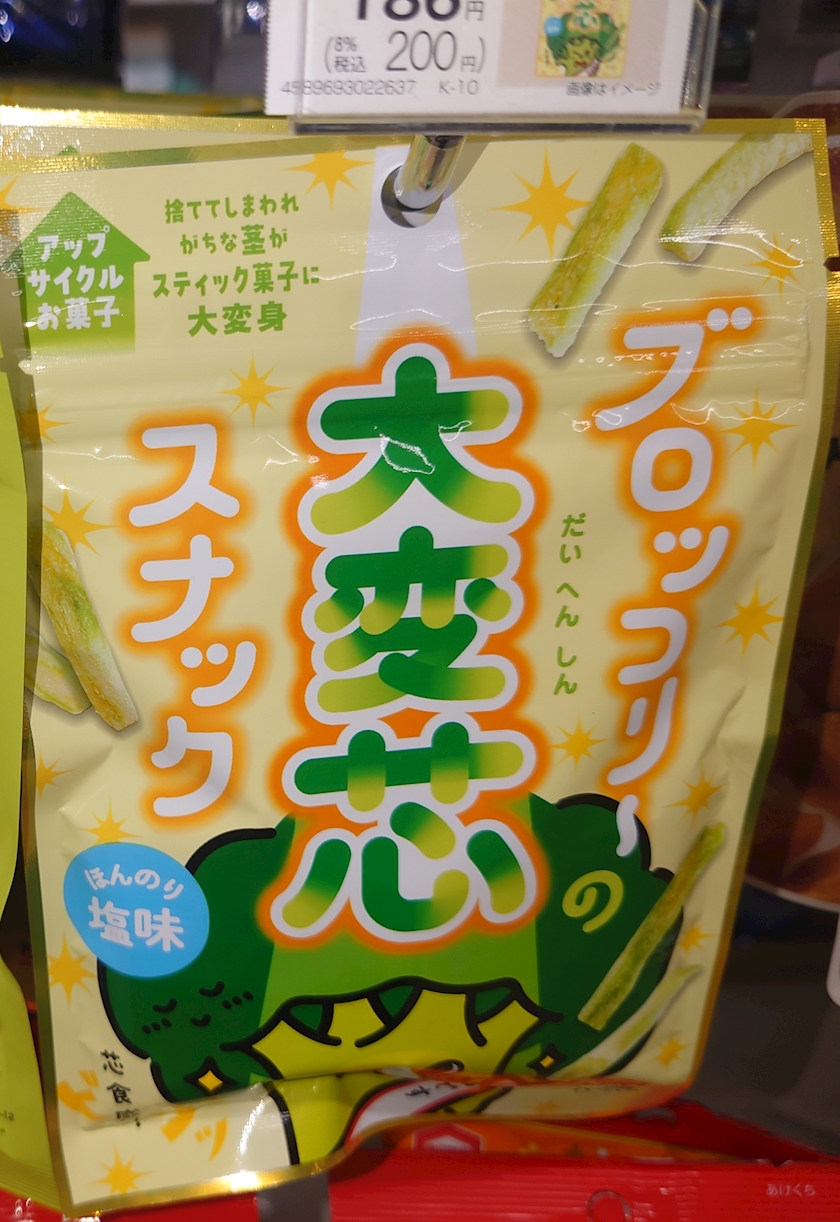 186円
(8%税込 200円)
4589693022637 K-10
画像はイメージ
アップ
サイクル
お菓子
捨ててしまわれ
がちな茎が
スティック菓子に
大変身
ブロッコリーの
大変芯
だいへんしん
スナック
ほんのり
塩味
芯食
です
あけくち